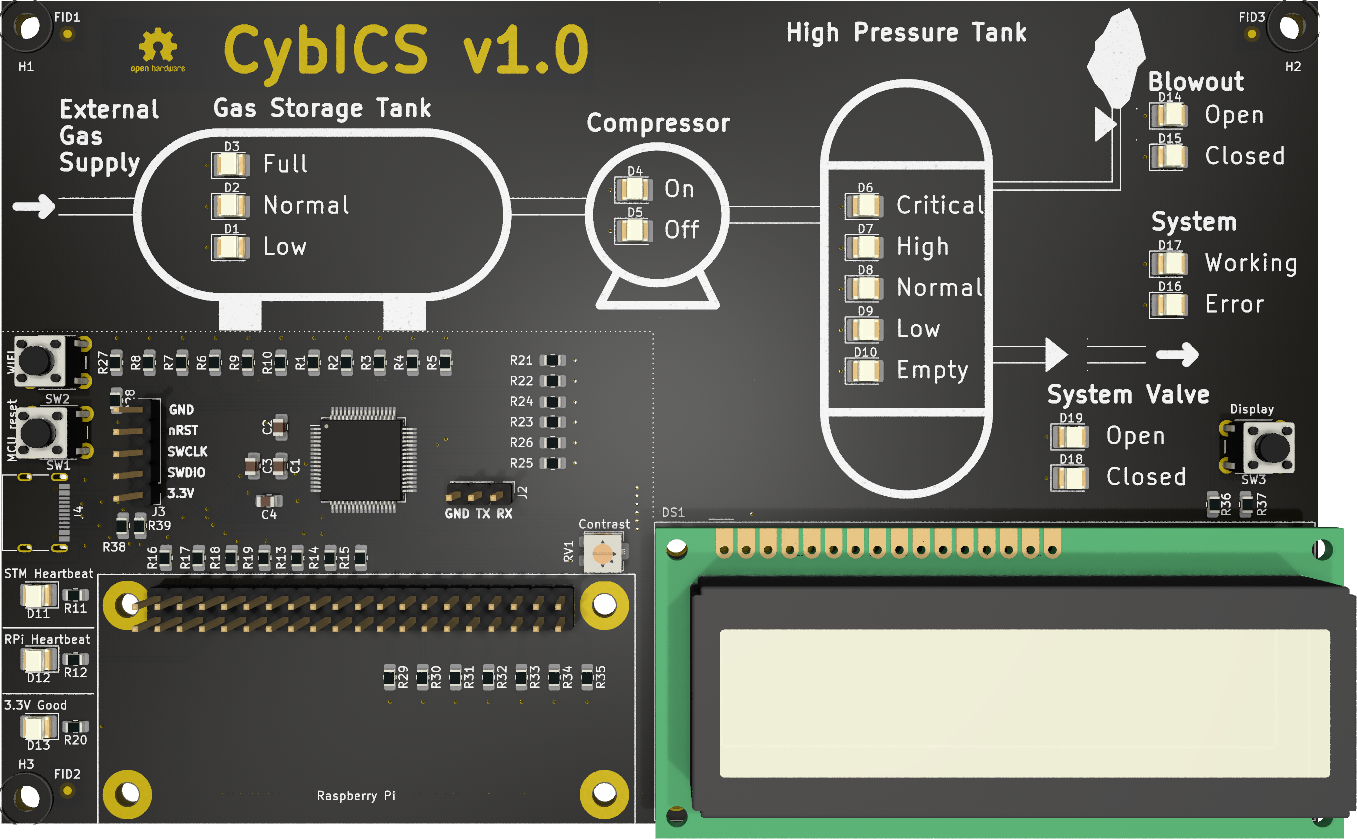 FID1
FID3
H1
H2
open hardware
CybICS v1.0
High Pressure Tank
External
Gas
Supply
Gas Storage Tank
D3
Full
D2
Normal
D1
Low
Compressor
D4
On
D5
Off
D6
Critical
D7
High
D8
Normal
D9
Low
D10
Empty
Blowout
D14
Open
D15
Closed
System
D17
Working
D16
Error
System Valve
D19
Open
D18
Closed
Display
SW3
R36
R37
SW2
MCU reset
SW1
R27
R8
R7
R6
R9
R10
R1
R2
R3
R4
R5
R21
R22
R24
R23
R26
R25
GND
nRST
SWCLK
SWDIO
3.3V
J3
J4
C2
C3
C1
C4
R39
R38
J2
GND TX RX
Contrast
RV1
DS1
R16
R17
R18
R19
R13
R14
R15
STM Heartbeat
D11
R11
RPi Heartbeat
D12
R12
3.3V Good
D13
R20
H3
FID2
R29
R30
R31
R32
R33
R34
R35
Raspberry Pi